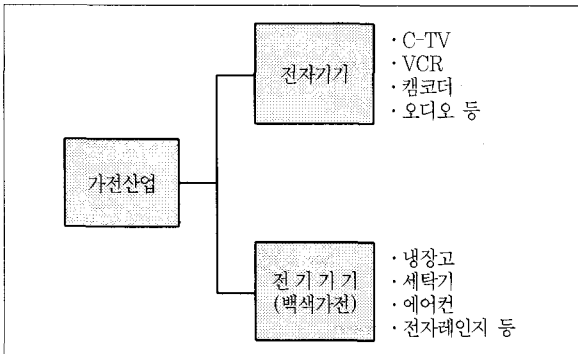 가전산업
전자기기
· C-TV
· VCR
· 캠코더
· 오디오 등
전 기 기 기
(백색가전)
· 냉장고
· 세탁기
· 에어컨
· 전자레인지 등